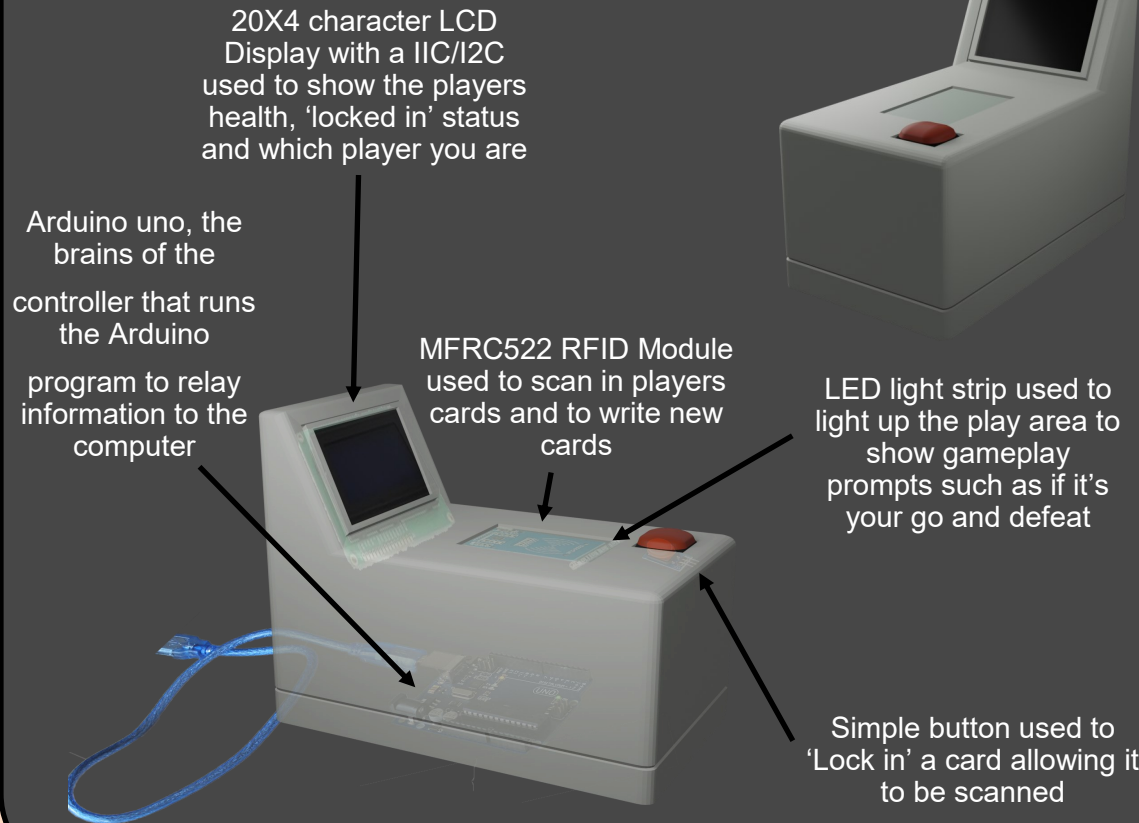 20X4 character LCD
Display with a IIC/I2C
used to show the players
health, ‘locked in’ status
and which player you are
Arduino uno, the
brains of the
controller that runs
the Arduino
program to relay
information to the
computer
MFRC522 RFID Module
used to scan in players
cards and to write new
cards
LED light strip used to
light up the play area to
show gameplay
prompts such as if it’s
your go and defeat
Simple button used to
‘Lock in’ a card allowing it
to be scanned